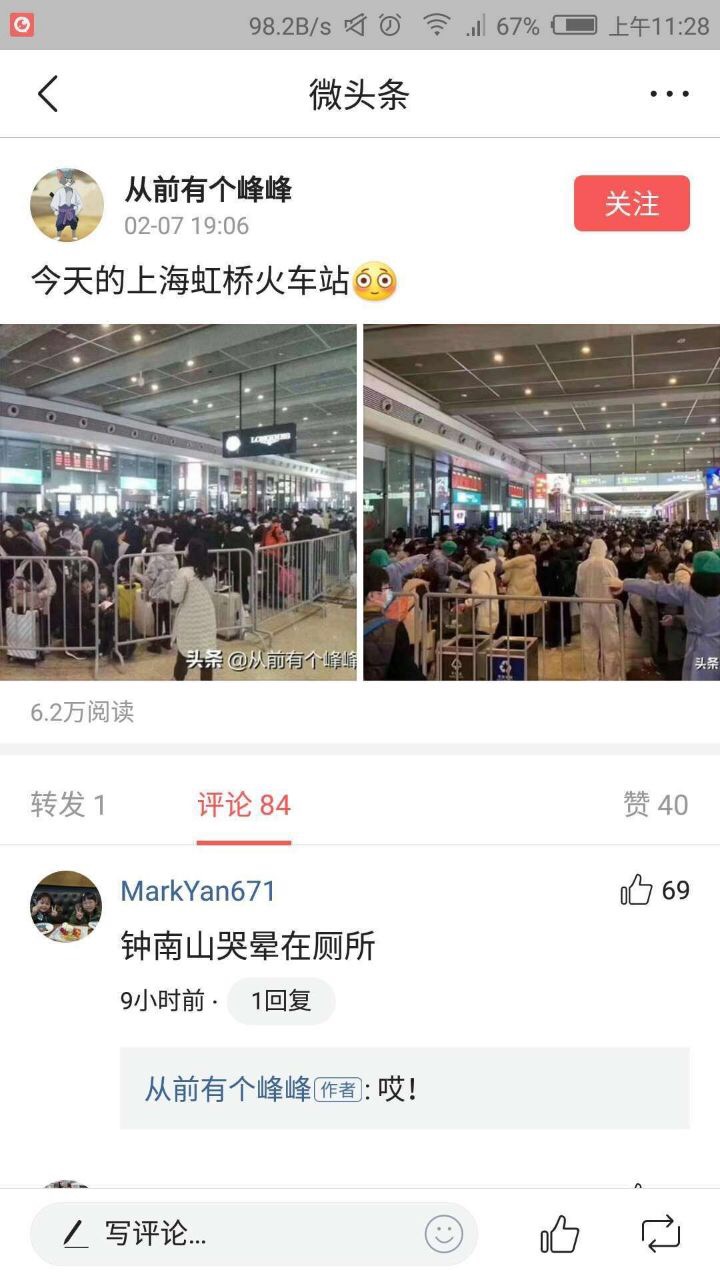 98.2B/s 67% 上午11:28
微头条
从前有个峰峰
02-07 19:06
关注
今天的上海虹桥火车站
LONGINES
头条 @从前有个峰峰
头条
6.2万阅读
转发 1
评论 84
赞 40
MarkYan671
69
钟南山哭晕在厕所
9小时前 · 1回复
从前有个峰峰 作者: 哎!
写评论...